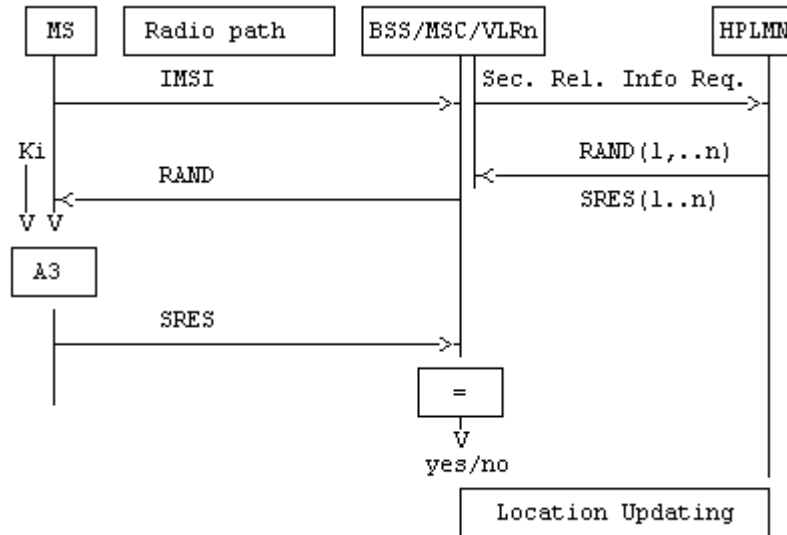 MS
Radio path
BSS/MSC/VLRn
HPLMN
IMSI
Sec. Rel. Info Req.
Ki
RAND
RAND(1,..n)
SRES(1..n)
A3
SRES
=
yes/no
Location Updating